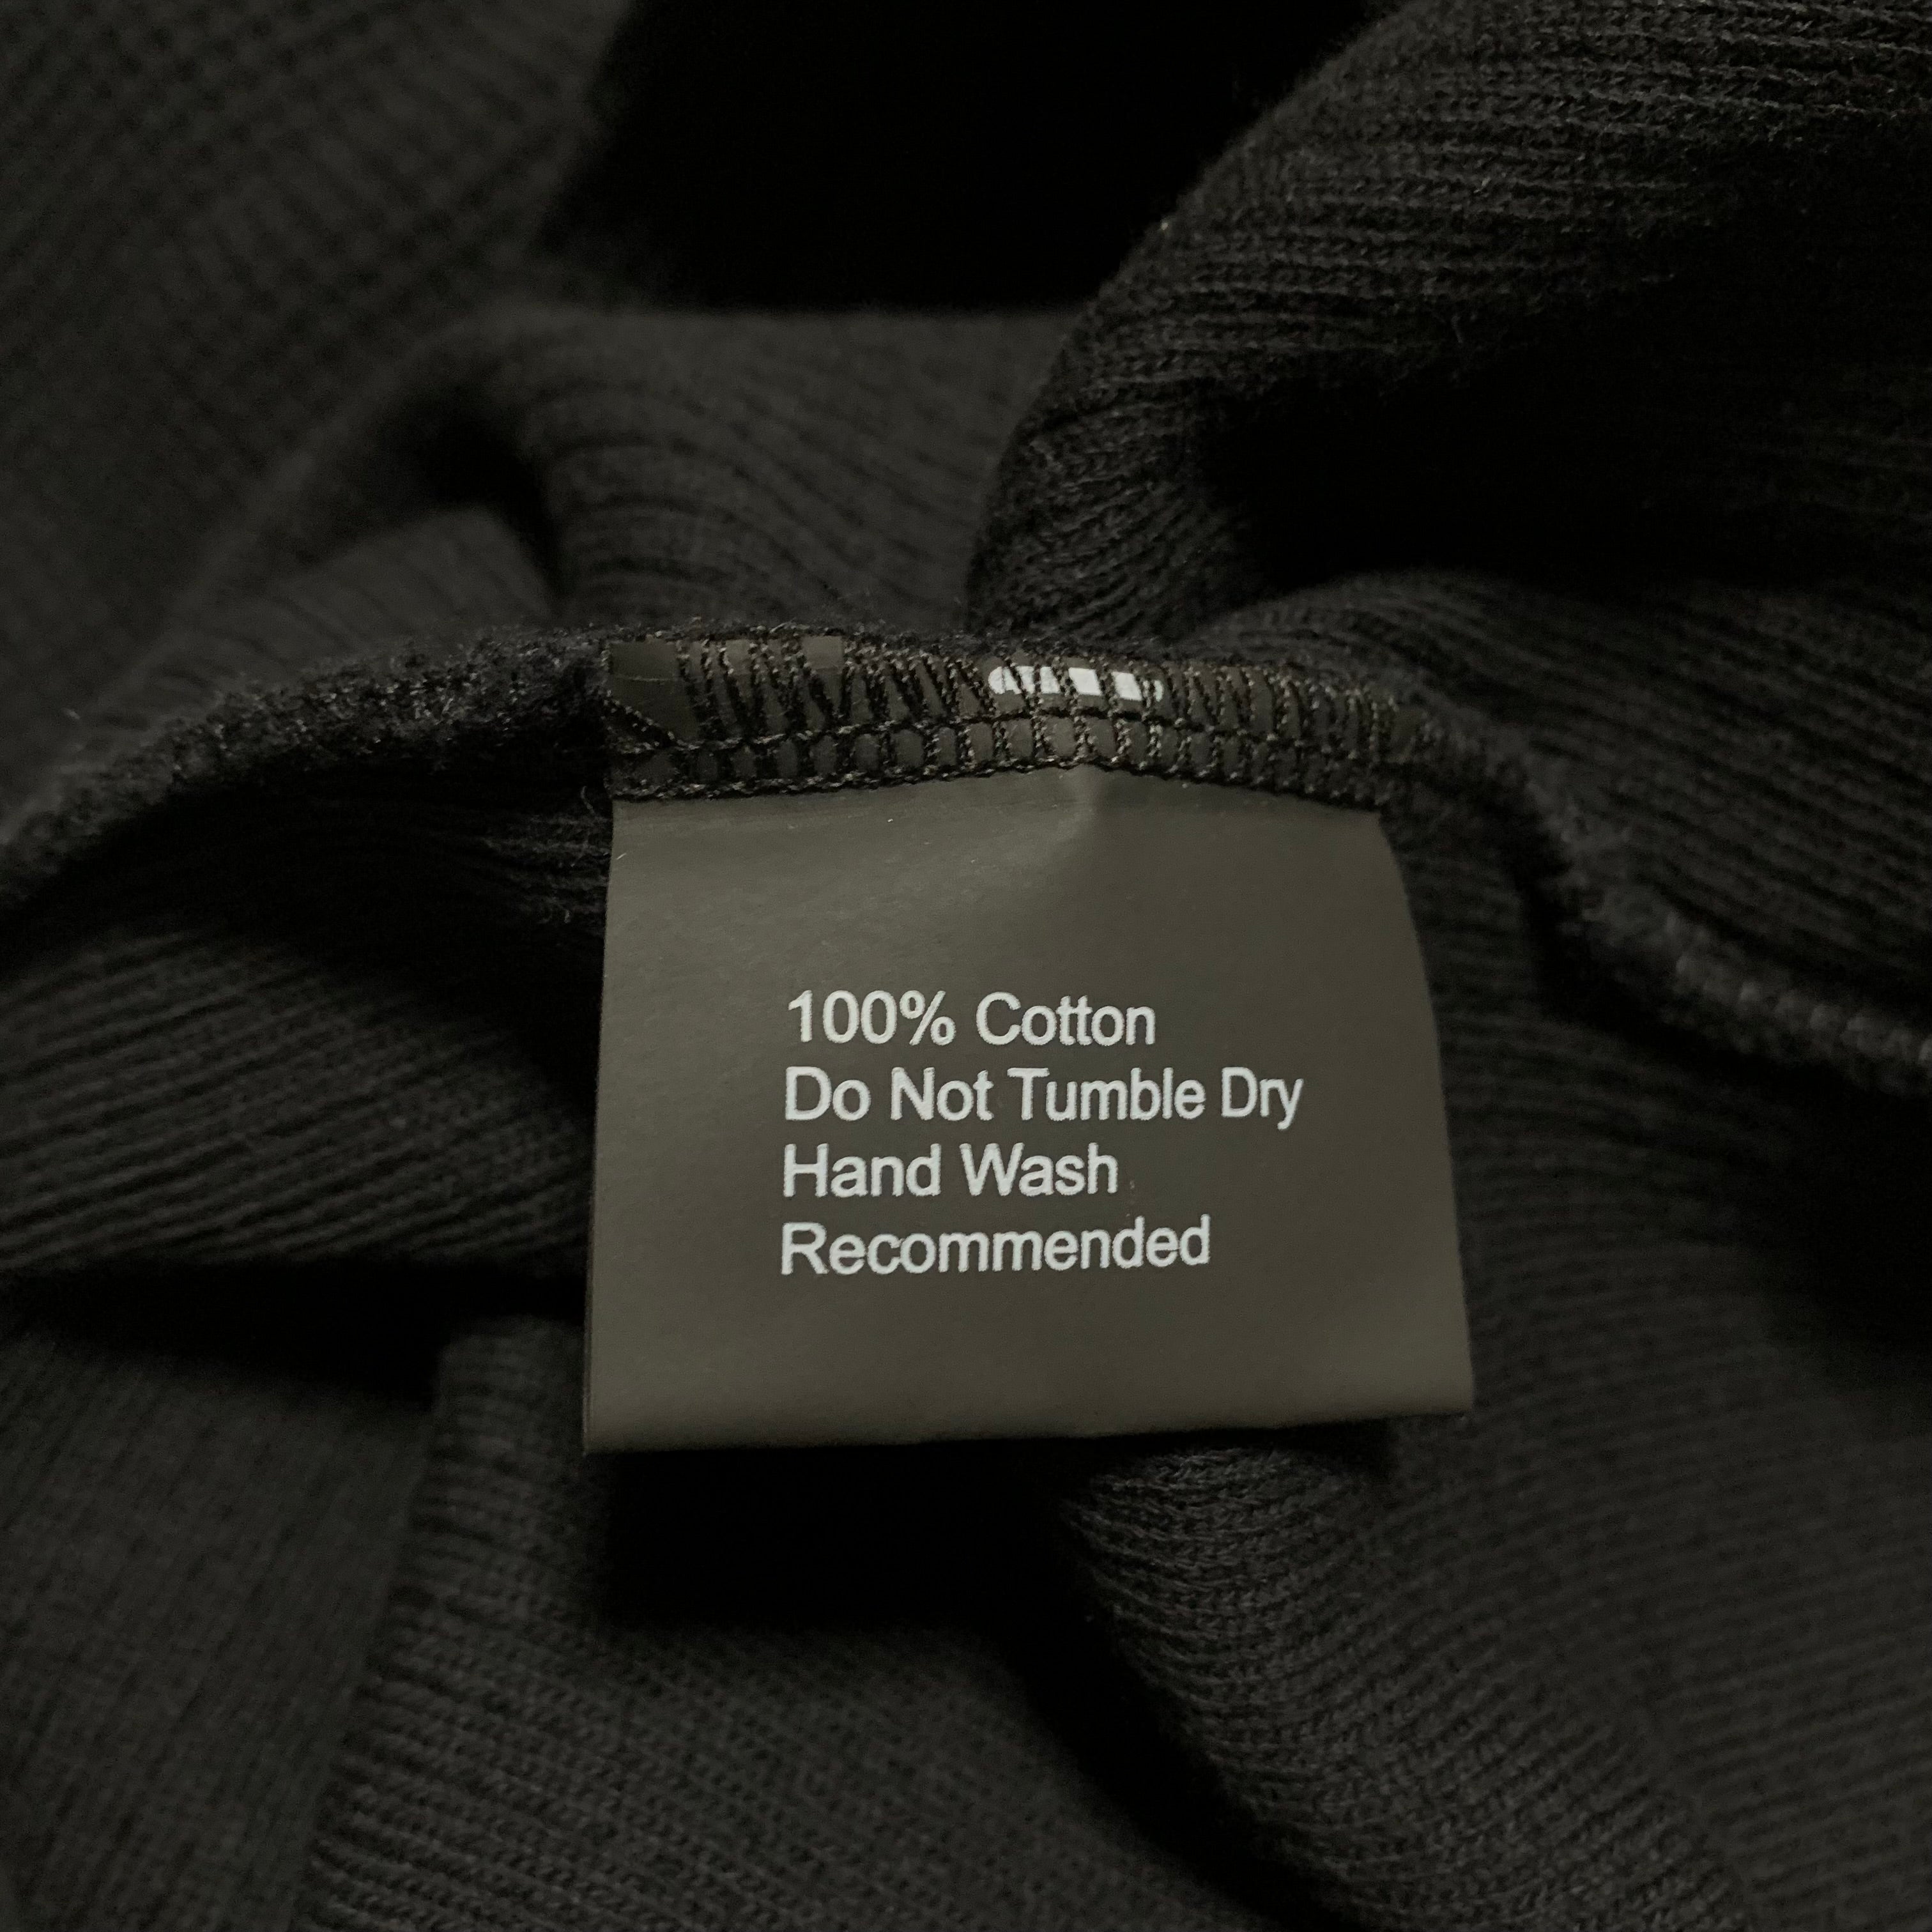 100% Cotton
Do Not Tumble Dry
Hand Wash
Recommended